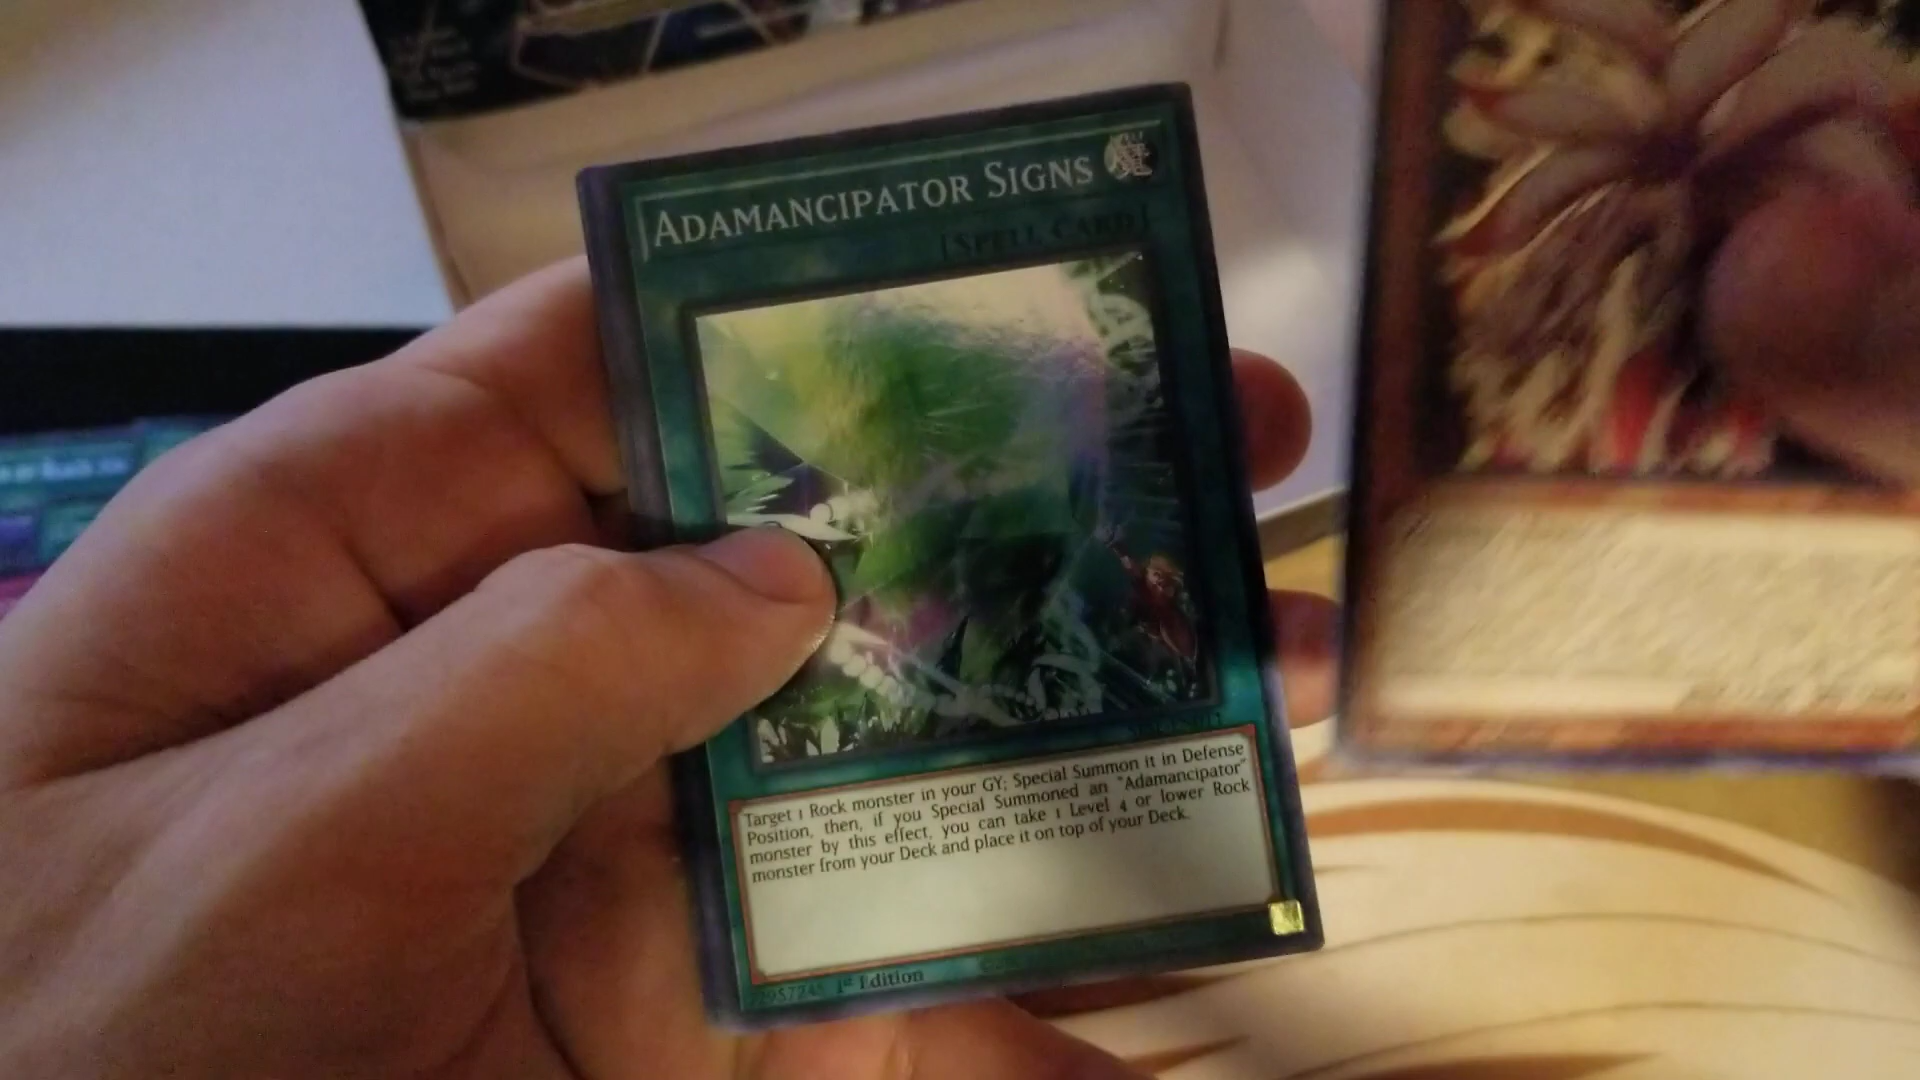 ADAMANCIPATOR SIGNS
[SPELL CARD]
Target 1 Rock monster in your GY; Special Summon it in Defense
Position, then, if you Special Summoned an "Adamancipator"
monster by this effect, you can take 1 Level 4 or lower Rock
monster from your Deck and place it on top of your Deck.
1st Edition